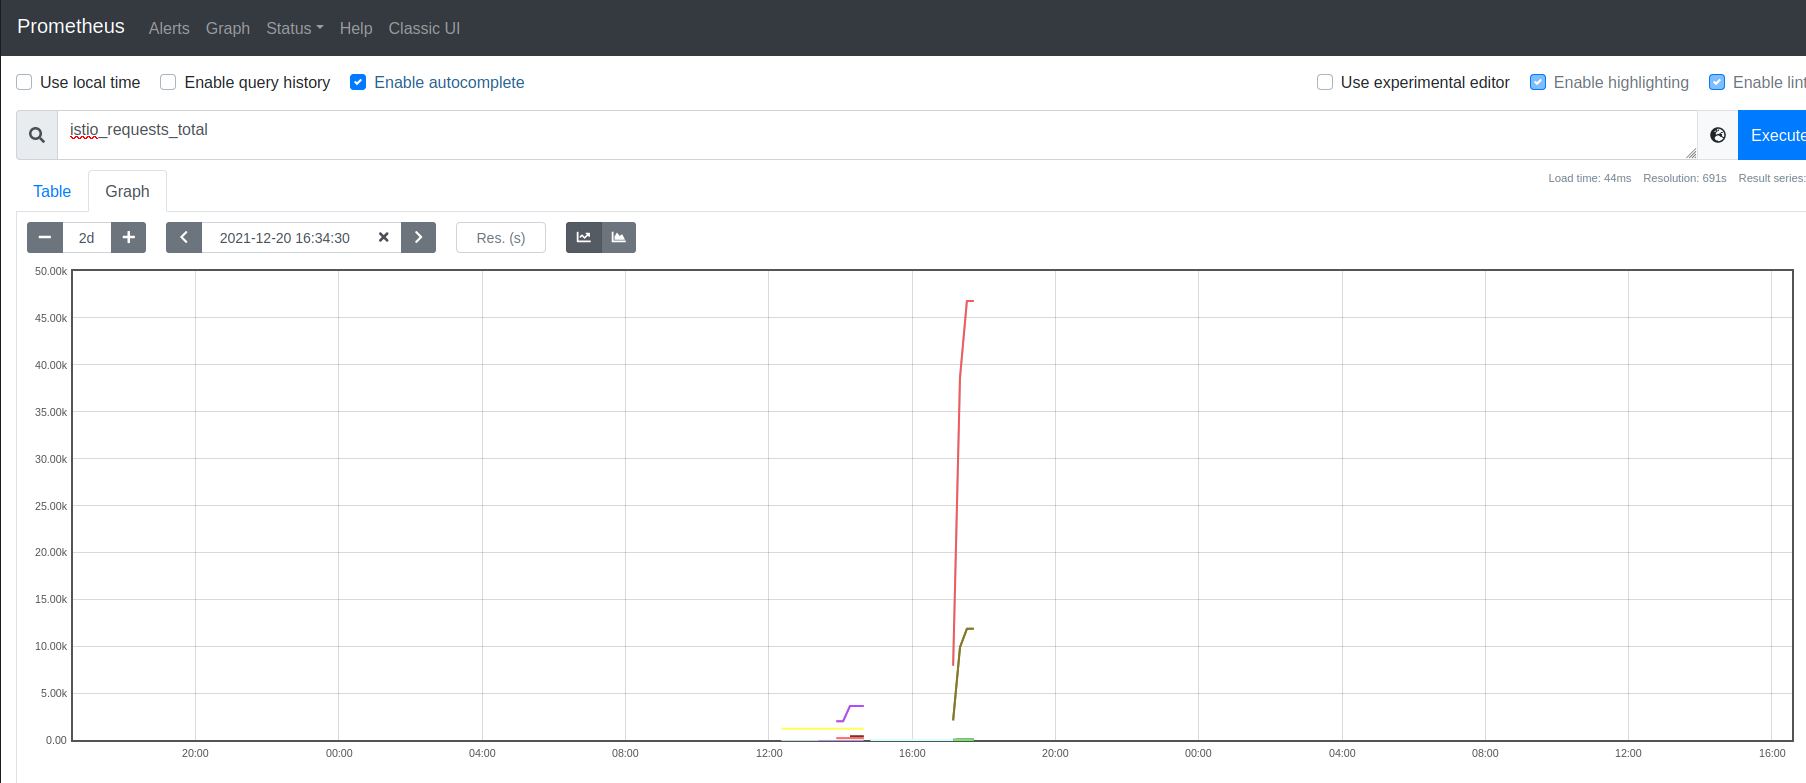 Prometheus Alerts Graph Status Help Classic UI
Use local time Enable query history Enable autocomplete Use experimental editor Enable highlighting Enable lint
istio_requests_total Execute
Load time: 44ms Resolution: 691s Result series:
Table Graph
2d 2021-12-20 16:34:30 Res. (s)
50.00k
45.00k
40.00k
35.00k
30.00k
25.00k
20.00k
15.00k
10.00k
5.00k
0.00
20:00 00:00 04:00 08:00 12:00 16:00 20:00 00:00 04:00 08:00 12:00 16:00